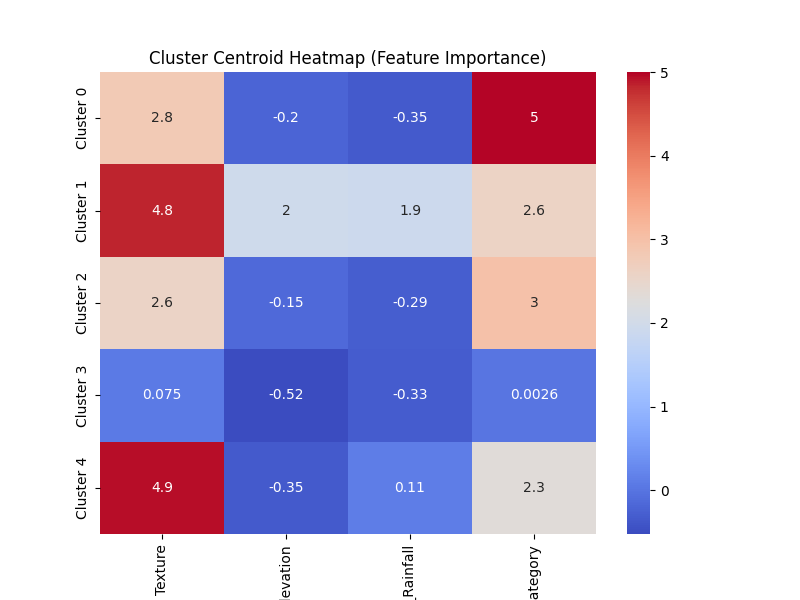 Cluster Centroid Heatmap (Feature Importance)
Cluster 0
2.8 -0.2 -0.35 5
Cluster 1
4.8 2 1.9 2.6
Cluster 2
2.6 -0.15 -0.29 3
Cluster 3
0.075 -0.52 -0.33 0.0026
Cluster 4
4.9 -0.35 0.11 2.3
Texture
levation
_Rainfall
ategory
5
4
3
2
1
0